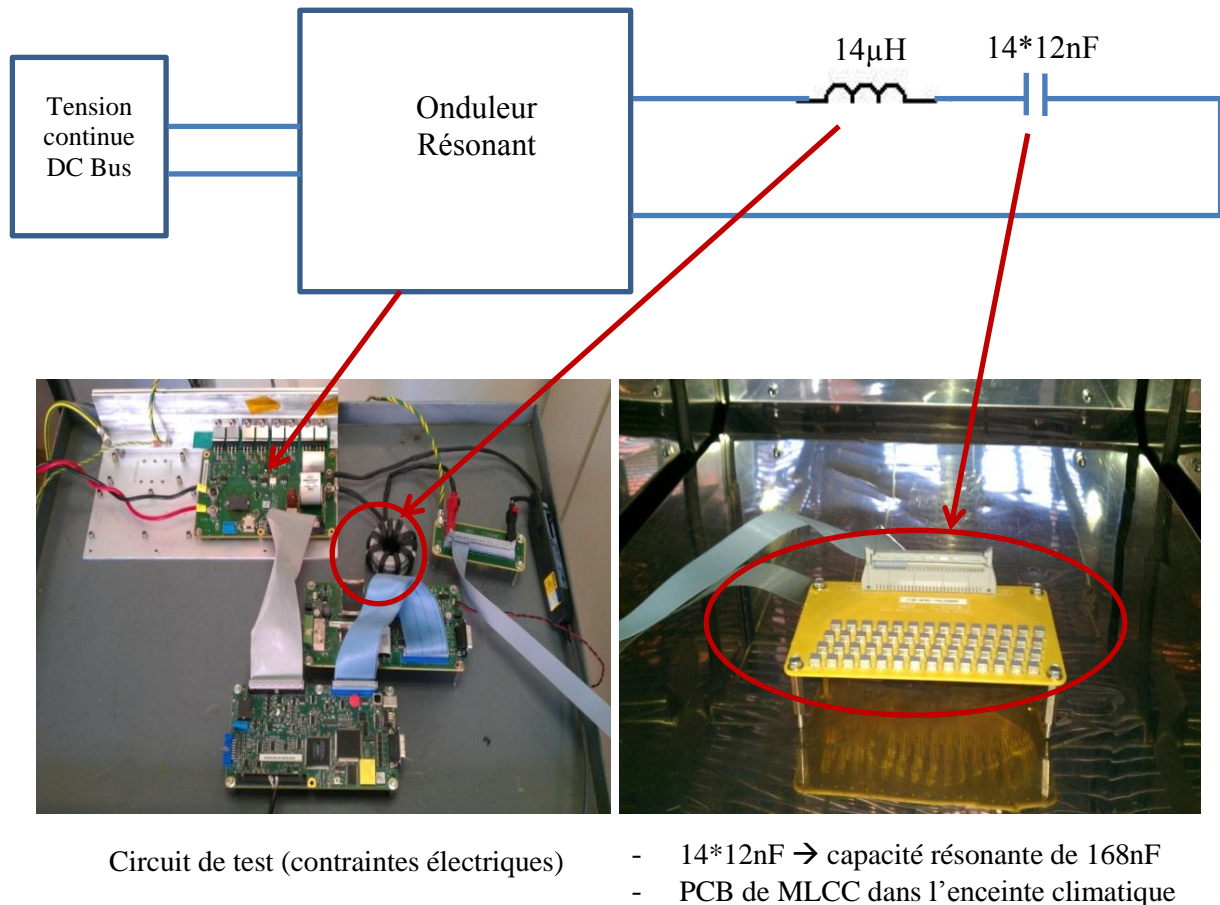 14µH
14*12nF
Tension
continue
DC Bus
Onduleur
Résonant
Circuit de test (contraintes électriques)
- 14*12nF → capacité résonante de 168nF
- PCB de MLCC dans l'enceinte climatique